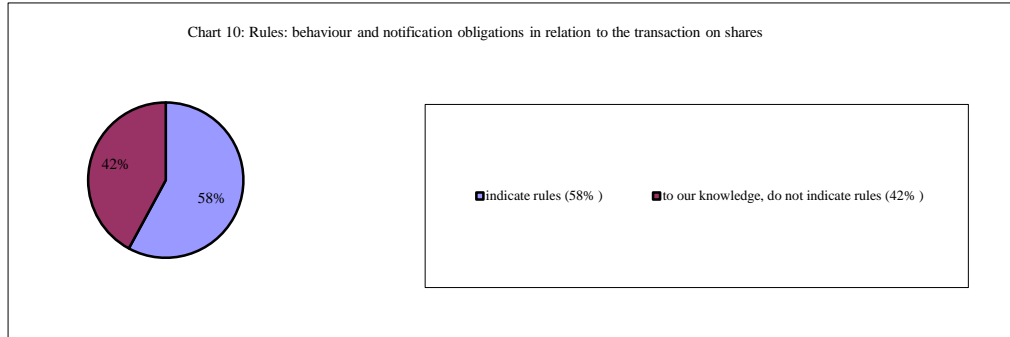 Chart 10: Rules: behaviour and notification obligations in relation to the transaction on shares
42%
58%
indicate rules (58% )
to our knowledge, do not indicate rules (42% )